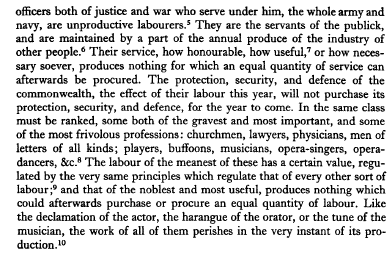 officers both of justice and war who serve under him, the whole army and
navy, are unproductive labourers.⁵ They are the servants of the publick,
and are maintained by a part of the annual produce of the industry of
other people.⁶ Their service, how honourable, how useful,⁷ or how neces-
sary soever, produces nothing for which an equal quantity of service can
afterwards be procured. The protection, security, and defence of the
commonwealth, the effect of their labour this year, will not purchase its
protection, security, and defence, for the year to come. In the same class
must be ranked, some both of the gravest and most important, and some
of the most frivolous professions: churchmen, lawyers, physicians, men of
letters of all kinds; players, buffoons, musicians, opera-singers, opera-
dancers, &c.⁸ The labour of the meanest of these has a certain value, regu-
lated by the very same principles which regulate that of every other sort of
labour;⁹ and that of the noblest and most useful, produces nothing which
could afterwards purchase or procure an equal quantity of labour. Like
the declamation of the actor, the harangue of the orator, or the tune of the
musician, the work of all of them perishes in the very instant of its pro-
duction.¹⁰